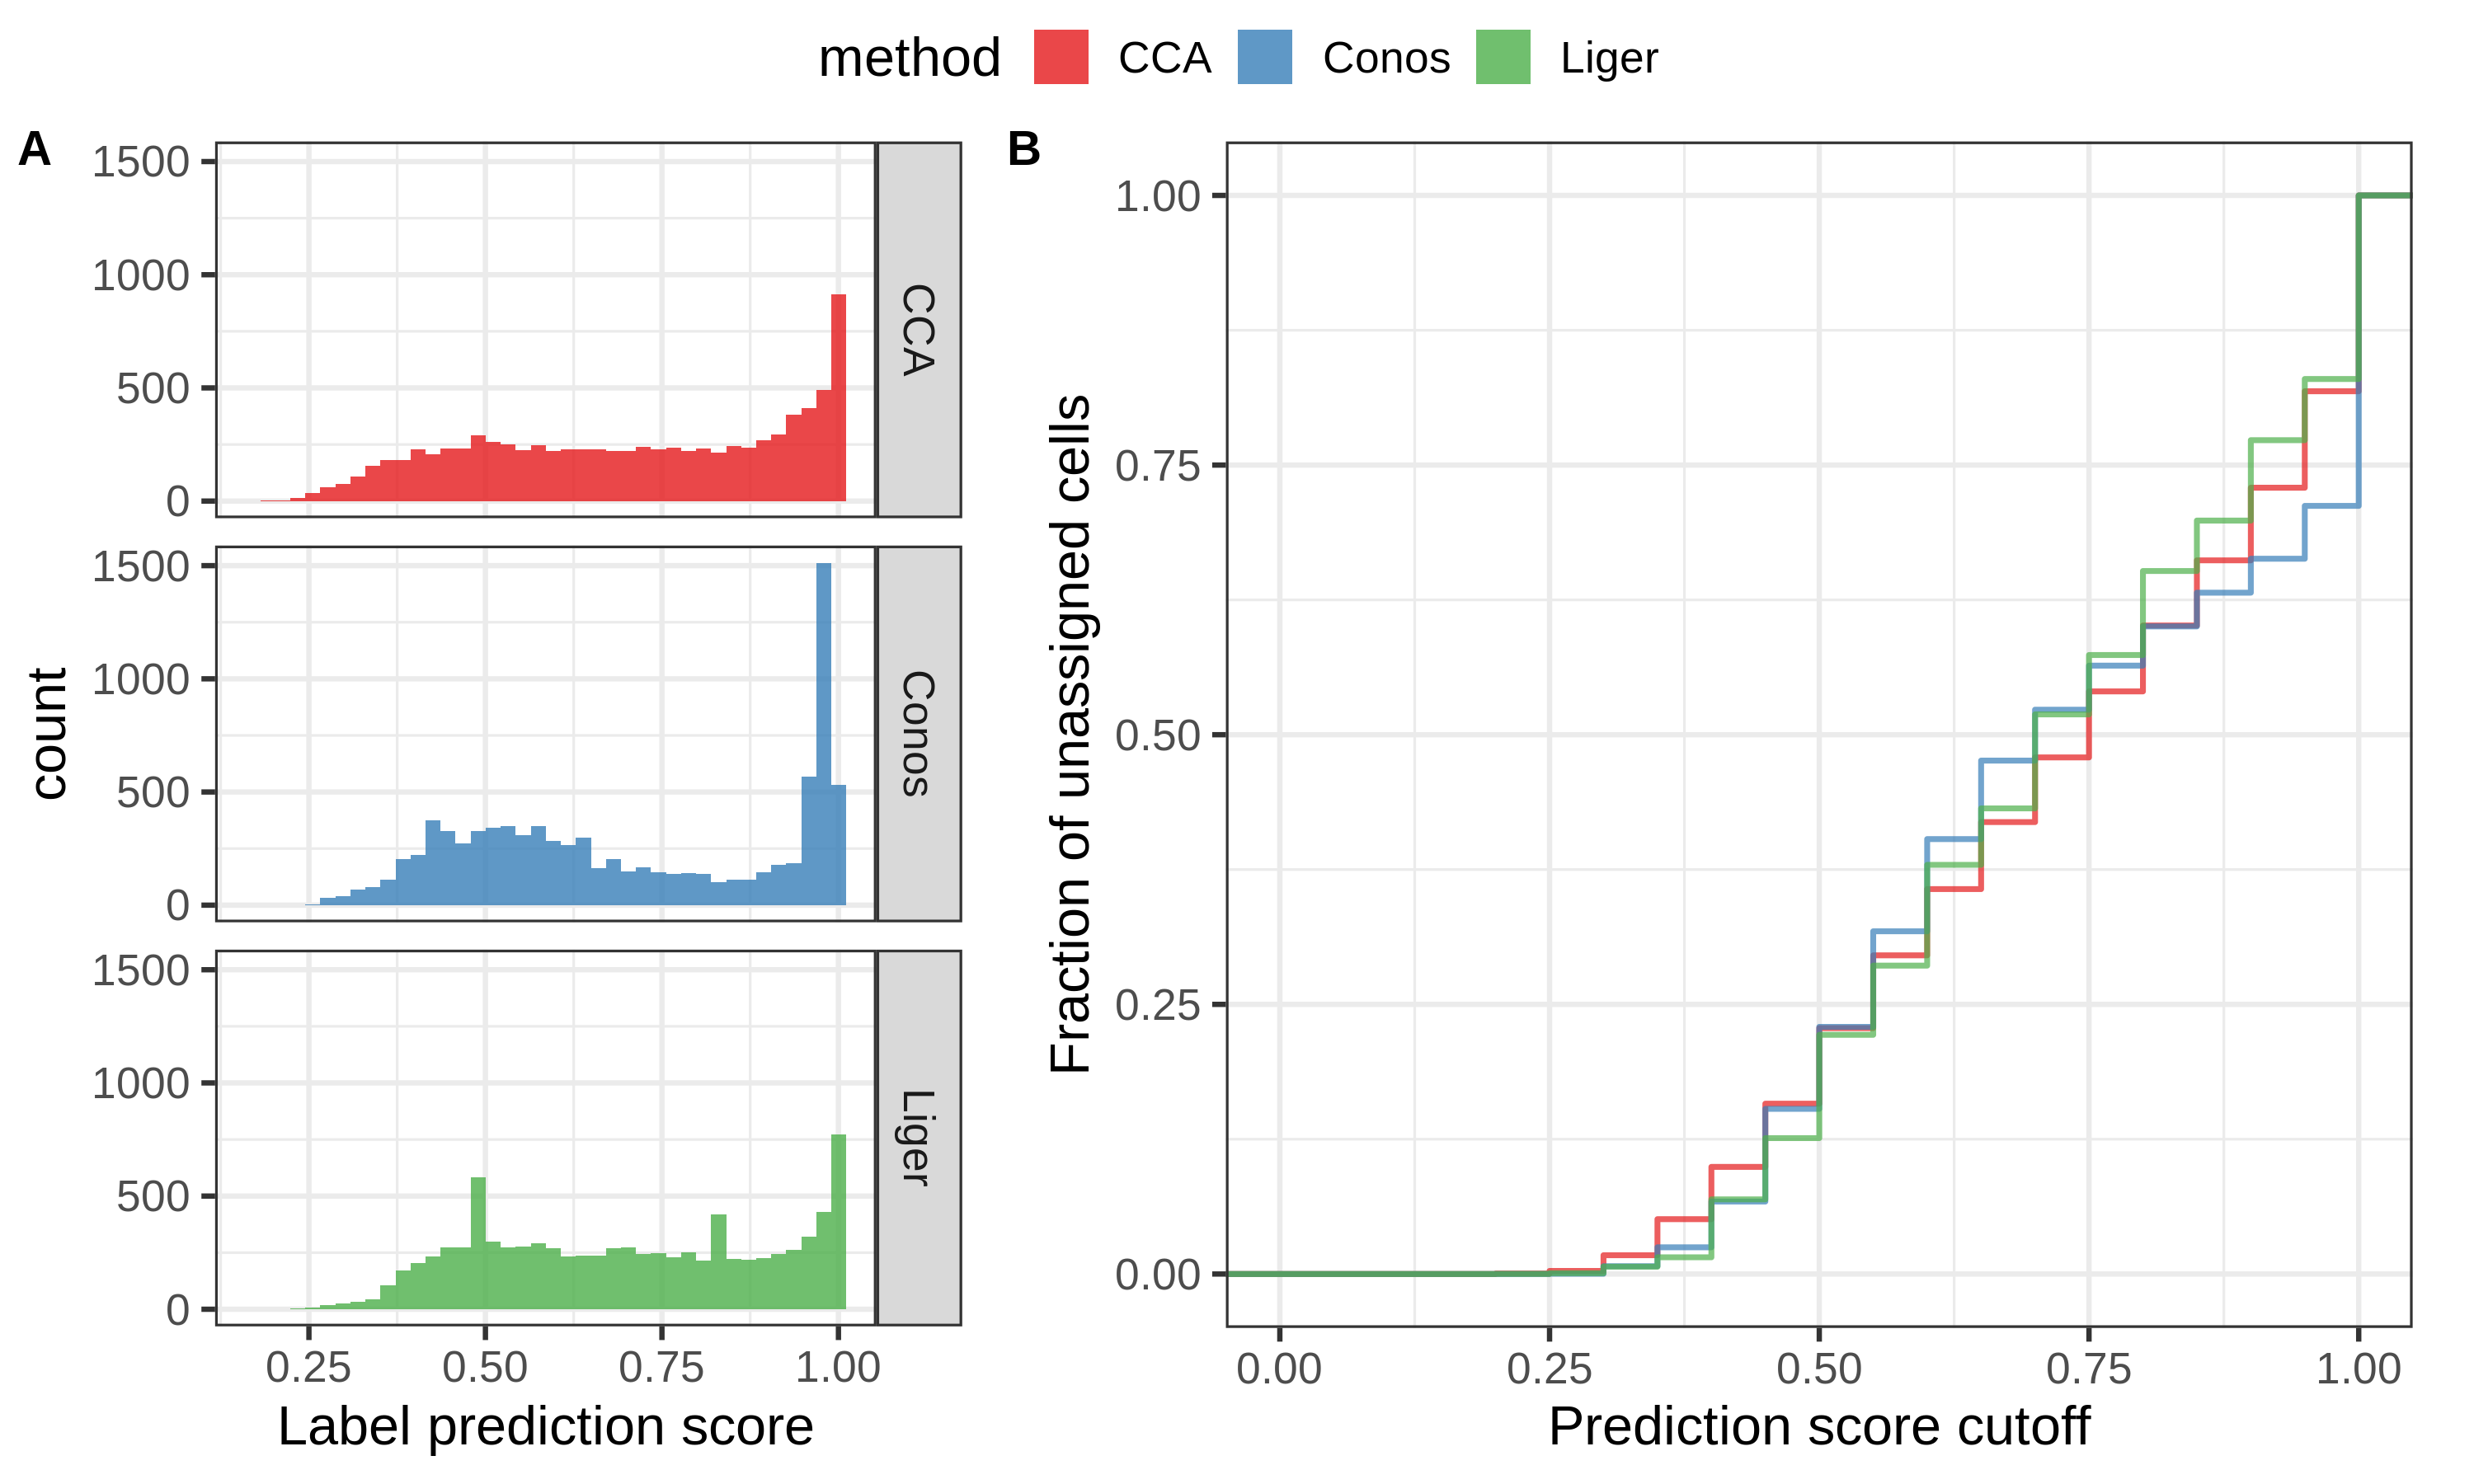 method CCA Conos Liger
A
1500
1000
500
0
CCA
1500
1000
500
0
Conos
1500
1000
500
0
Liger
count
0.25 0.50 0.75 1.00
Label prediction score
B
1.00
0.75
0.50
0.25
0.00
Fraction of unassigned cells
0.00 0.25 0.50 0.75 1.00
Prediction score cutoff